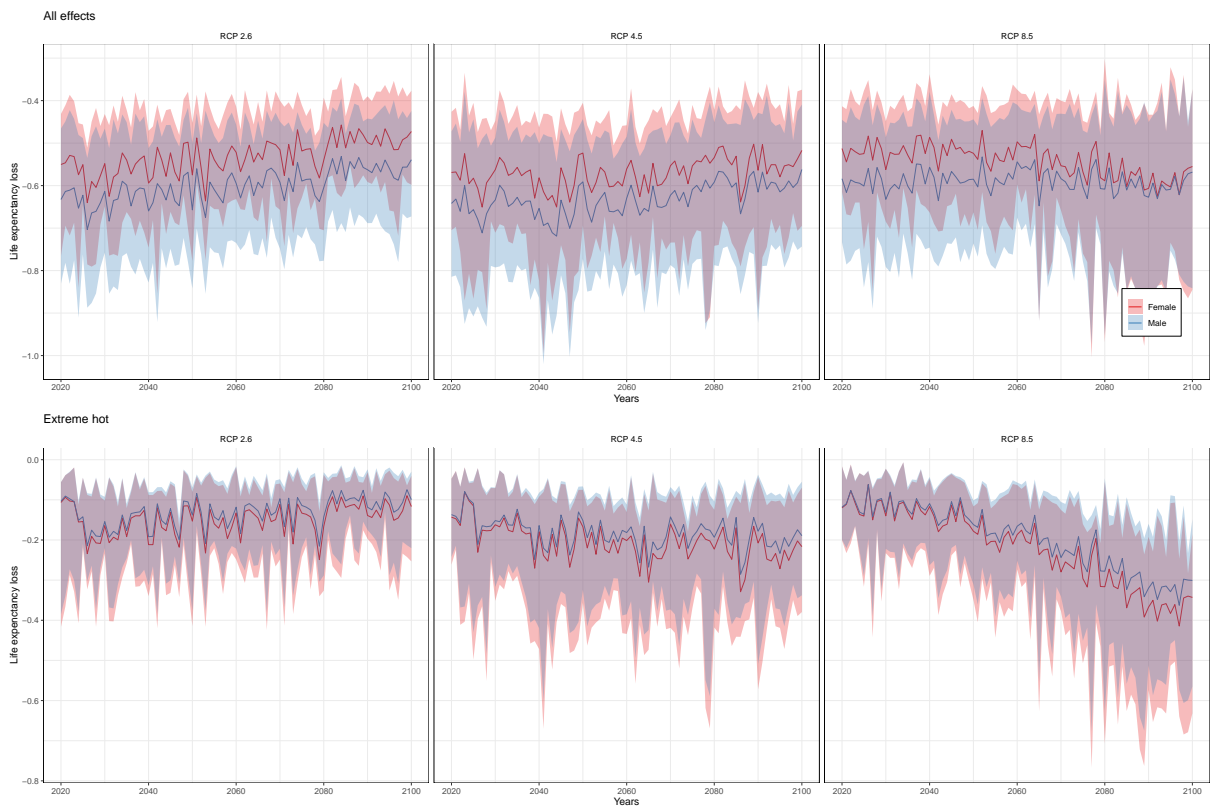 All effects
RCP 2.6 RCP 4.5 RCP 8.5
Life expenctancy loss
−0.4
−0.6
−0.8
−1.0
Female
Male
2020 2040 2060 2080 2100 2020 2040 2060 2080 2100 2020 2040 2060 2080 2100
Years
Extreme hot
RCP 2.6 RCP 4.5 RCP 8.5
Life expendancy loss
0.0
−0.2
−0.4
−0.6
−0.8
2020 2040 2060 2080 2100 2020 2040 2060 2080 2100 2020 2040 2060 2080 2100
Years